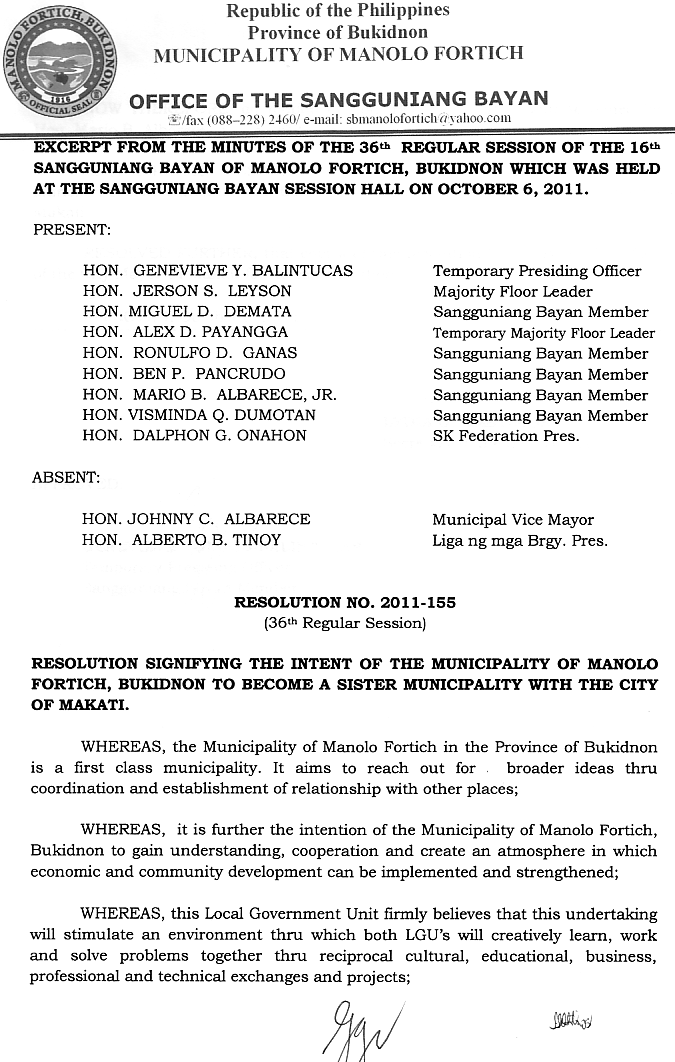 Republic of the Philippines
Province of Bukidnon
MUNICIPALITY OF MANOLO FORTICH
MANOLO FORTICH, BUKIDNON
1916
OFFICIAL SEAL
OFFICE OF THE SANGGUNIANG BAYAN
☏/fax (088–228) 2460/ e-mail: sbmanolofortich@yahoo.com
EXCERPT FROM THE MINUTES OF THE 36th REGULAR SESSION OF THE 16th
SANGGUNIANG BAYAN OF MANOLO FORTICH, BUKIDNON WHICH WAS HELD
AT THE SANGGUNIANG BAYAN SESSION HALL ON OCTOBER 6, 2011.
PRESENT:
HON. GENEVIEVE Y. BALINTUCAS Temporary Presiding Officer
HON. JERSON S. LEYSON Majority Floor Leader
HON. MIGUEL D. DEMATA Sangguniang Bayan Member
HON. ALEX D. PAYANGGA Temporary Majority Floor Leader
HON. RONULFO D. GANAS Sangguniang Bayan Member
HON. BEN P. PANCRUDO Sangguniang Bayan Member
HON. MARIO B. ALBARECE, JR. Sangguniang Bayan Member
HON. VISMINDA Q. DUMOTAN Sangguniang Bayan Member
HON. DALPHON G. ONAHON SK Federation Pres.
ABSENT:
HON. JOHNNY C. ALBARECE Municipal Vice Mayor
HON. ALBERTO B. TINOY Liga ng mga Brgy. Pres.
RESOLUTION NO. 2011-155
(36th Regular Session)
RESOLUTION SIGNIFYING THE INTENT OF THE MUNICIPALITY OF MANOLO
FORTICH, BUKIDNON TO BECOME A SISTER MUNICIPALITY WITH THE CITY
OF MAKATI.
WHEREAS, the Municipality of Manolo Fortich in the Province of Bukidnon
is a first class municipality. It aims to reach out for broader ideas thru
coordination and establishment of relationship with other places;
WHEREAS, it is further the intention of the Municipality of Manolo Fortich,
Bukidnon to gain understanding, cooperation and create an atmosphere in which
economic and community development can be implemented and strengthened;
WHEREAS, this Local Government Unit firmly believes that this undertaking
will stimulate an environment thru which both LGU's will creatively learn, work
and solve problems together thru reciprocal cultural, educational, business,
professional and technical exchanges and projects;